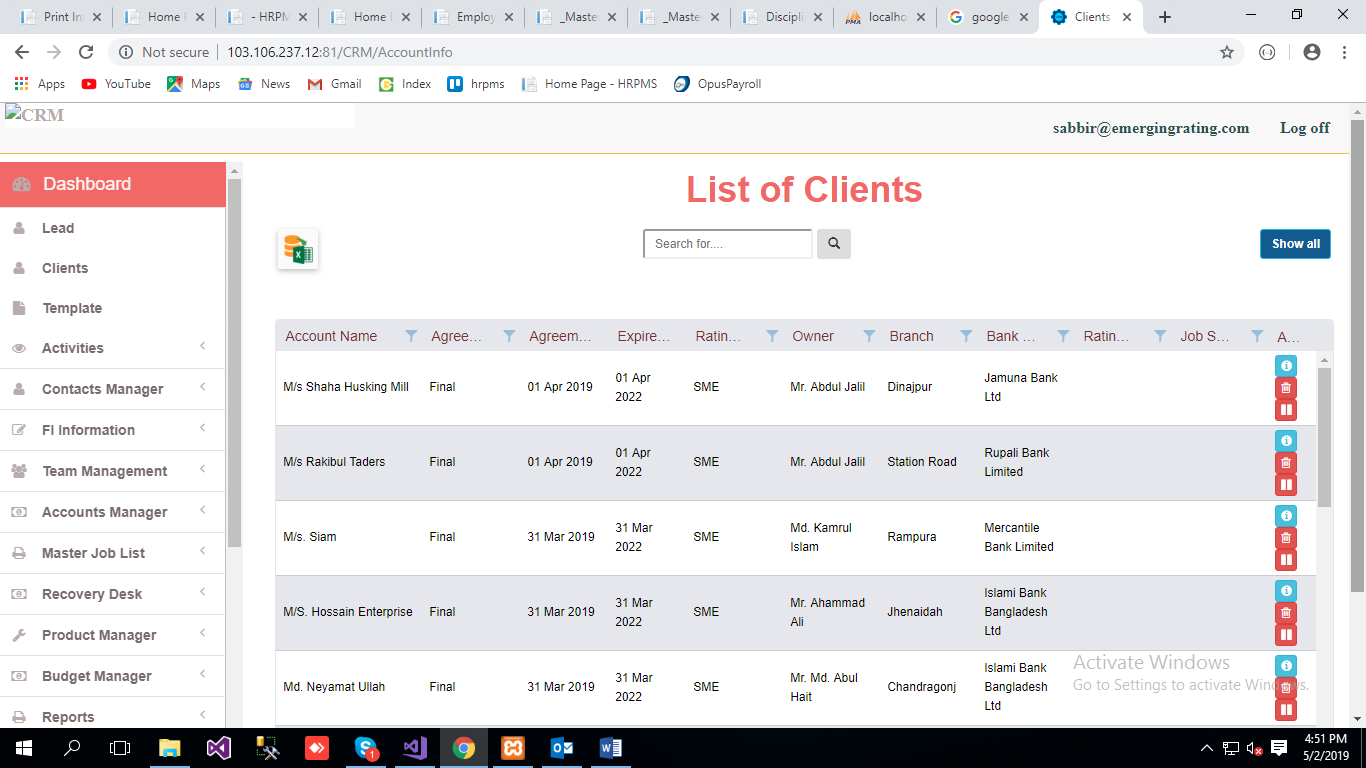 Print In
Home P
- HRPM
Home P
Employ
_Master
_Master
Discipli
localho
google
Clients
Not secure
103.106.237.12:81/CRM/AccountInfo
Apps YouTube Maps News Gmail Index hrpms Home Page - HRPMS OpusPayroll
CRM
sabbir@emergingrating.com Log off
Dashboard
Lead
Clients
Template
Activities
Contacts Manager
FI Information
Team Management
Accounts Manager
Master Job List
Recovery Desk
Product Manager
Budget Manager
Reports
List of Clients
Search for....
Show all
Account Name Agree... Agreem... Expire... Ratin... Owner Branch Bank ... Ratin... Job S... A...
M/s Shaha Husking Mill Final 01 Apr 2019 01 Apr 2022 SME Mr. Abdul Jalil Dinajpur Jamuna Bank Ltd
M/s Rakibul Taders Final 01 Apr 2019 01 Apr 2022 SME Mr. Abdul Jalil Station Road Rupali Bank Limited
M/s. Siam Final 31 Mar 2019 31 Mar 2022 SME Md. Kamrul Islam Rampura Mercantile Bank Limited
M/S. Hossain Enterprise Final 31 Mar 2019 31 Mar 2022 SME Mr. Ahammad Ali Jhenaidah Islami Bank Bangladesh Ltd
Md. Neyamat Ullah Final 31 Mar 2019 31 Mar 2022 SME Mr. Md. Abul Hait Chandragonj Islami Bank Bangladesh Ltd
Activate Windows
Go to Settings to activate Windows.
1
4:51 PM
5/2/2019